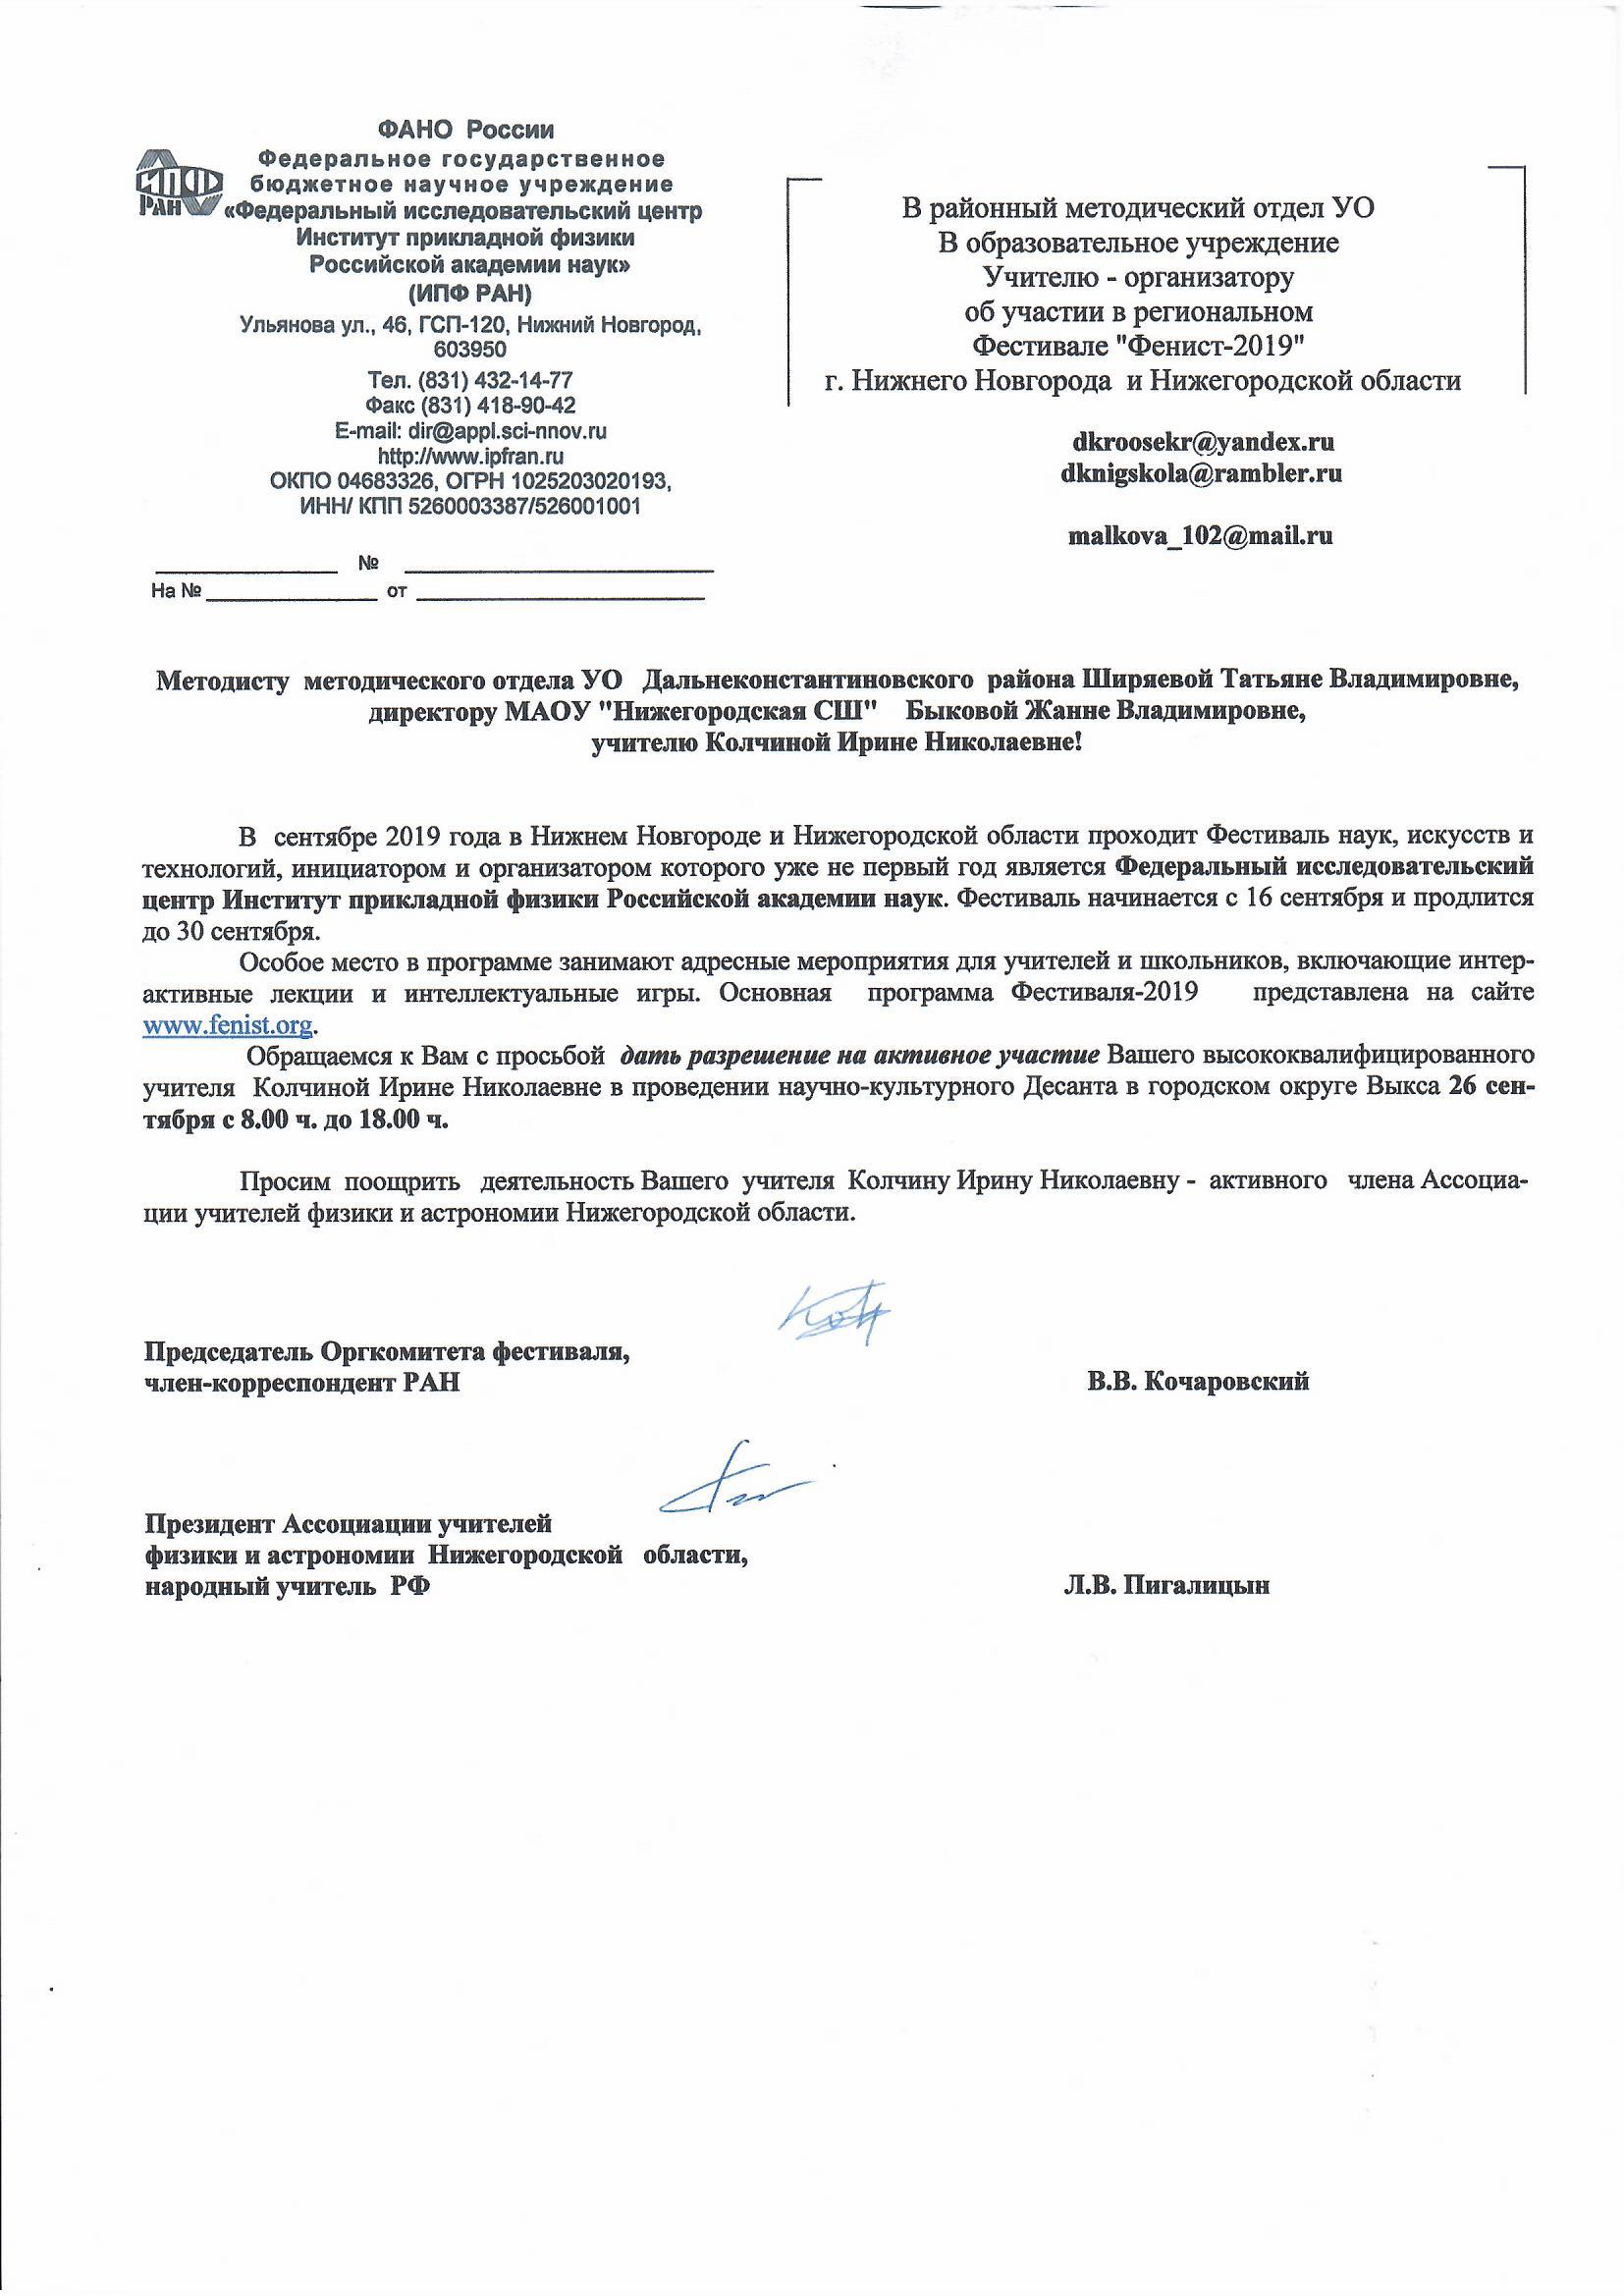 ФАНО России
Федеральное государственное
бюджетное научное учреждение
«Федеральный исследовательский центр
Институт прикладной физики
Российской академии наук»
(ИПФ РАН)
Ульянова ул., 46, ГСП-120, Нижний Новгород,
603950
Тел. (831) 432-14-77
Факс (831) 418-90-42
E-mail: dir@appl.sci-nnov.ru
http://www.ipfran.ru
ОКПО 04683326, ОГРН 1025203020193,
ИНН/ КПП 5260003387/526001001
ИПФ
РАН
№
На № от
В районный методический отдел УО
В образовательное учреждение
Учителю - организатору
об участии в региональном
Фестивале "Фенист-2019"
г. Нижнего Новгорода и Нижегородской области
dkroosekr@yandex.ru
dknigskola@rambler.ru
malkova_102@mail.ru
Методисту методического отдела УО Дальнеконстантиновского района Ширяевой Татьяне Владимировне,
директору МАОУ "Нижегородская СШ" Быковой Жанне Владимировне,
учителю Колчиной Ирине Николаевне!
В сентябре 2019 года в Нижнем Новгороде и Нижегородской области проходит Фестиваль наук, искусств и
технологий, инициатором и организатором которого уже не первый год является Федеральный исследовательский
центр Институт прикладной физики Российской академии наук. Фестиваль начинается с 16 сентября и продлится
до 30 сентября.
Особое место в программе занимают адресные мероприятия для учителей и школьников, включающие интер-
активные лекции и интеллектуальные игры. Основная программа Фестиваля-2019 представлена на сайте
www.fenist.org.
Обращаемся к Вам с просьбой дать разрешение на активное участие Вашего высококвалифицированного
учителя Колчиной Ирине Николаевне в проведении научно-культурного Десанта в городском округе Выкса 26 сен-
тября с 8.00 ч. до 18.00 ч.
Просим поощрить деятельность Вашего учителя Колчину Ирину Николаевну - активного члена Ассоциа-
ции учителей физики и астрономии Нижегородской области.
Председатель Оргкомитета фестиваля,
член-корреспондент РАН В.В. Кочаровский
Президент Ассоциации учителей
физики и астрономии Нижегородской области,
народный учитель РФ Л.В. Пигалицын